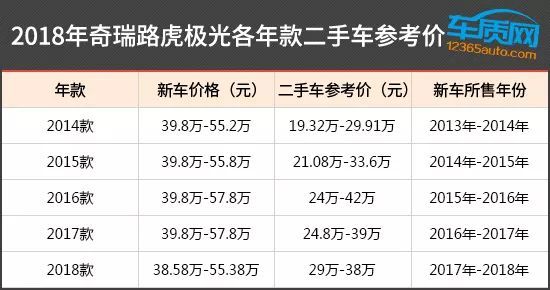 2018年奇瑞路虎极光各年款二手车参考价
车质网
12365auto.com
年款 新车价格（元） 二手车参考价（元） 新车所售年份
2014款 39.8万-55.2万 19.32万-29.91万 2013年-2014年
2015款 39.8万-55.8万 21.08万-33.6万 2014年-2015年
2016款 39.8万-57.8万 24万-42万 2015年-2016年
2017款 39.8万-57.8万 24.8万-39万 2016年-2017年
2018款 38.58万-55.38万 29万-38万 2017年-2018年